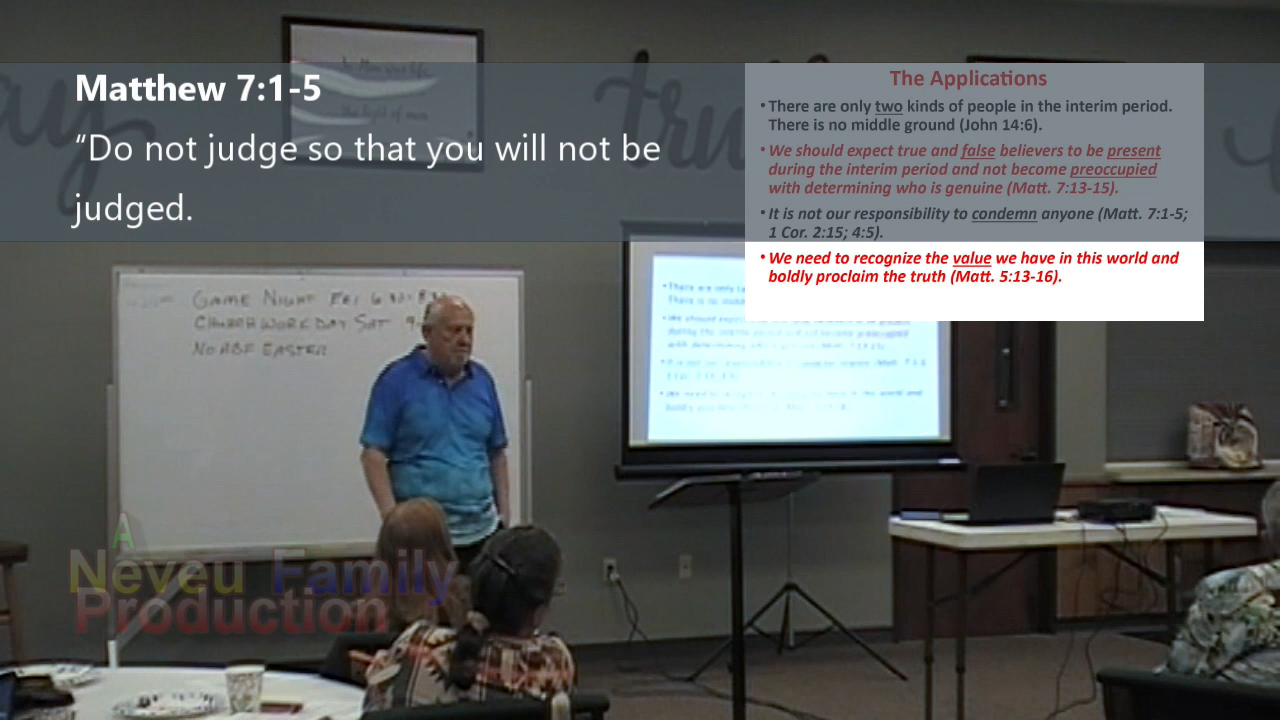 Matthew 7:1-5
“Do not judge so that you will not be
judged.
The Applications
•There are only two kinds of people in the interim period.
There is no middle ground (John 14:6).
•We should expect true and false believers to be present
during the interim period and not become preoccupied
with determining who is genuine (Matt. 7:13-15).
•It is not our responsibility to condemn anyone (Matt. 7:1-5;
1 Cor. 2:15; 4:5).
•We need to recognize the value we have in this world and
boldly proclaim the truth (Matt. 5:13-16).
the light of men
GAME NIGHT FRI
CHURCH WORK DAY SAT 9-
NO ABF EASTER
A
Neveu Family
Production